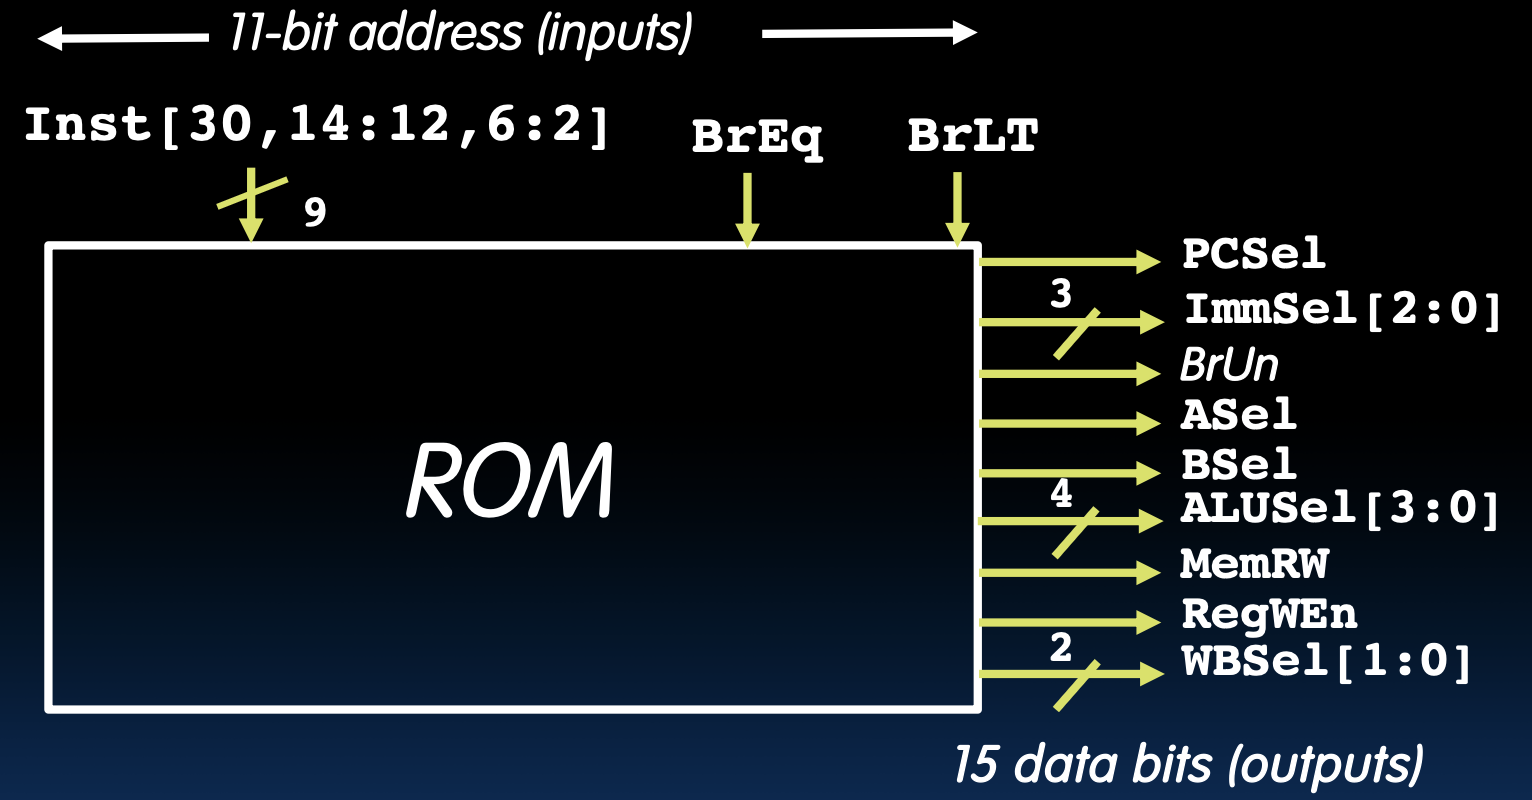 11-bit address (inputs)
Inst[30,14:12,6:2]
BrEq
BrLT
9
PCSel
3
ImmSel[2:0]
BrUn
ASel
BSel
4
ALUSel[3:0]
MemRW
RegWEn
2
WBSel[1:0]
ROM
15 data bits (outputs)